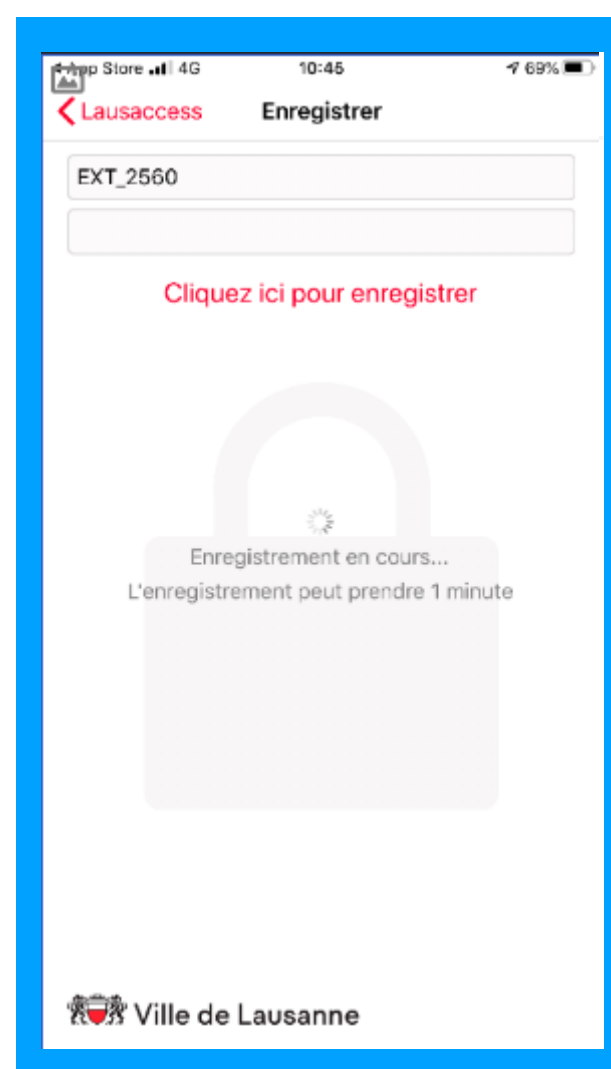 App Store 4G 10:45 69%
Lausaccess Enregistrer
EXT_2560
Cliquez ici pour enregistrer
Enregistrement en cours...
L'enregistrement peut prendre 1 minute
Ville de Lausanne